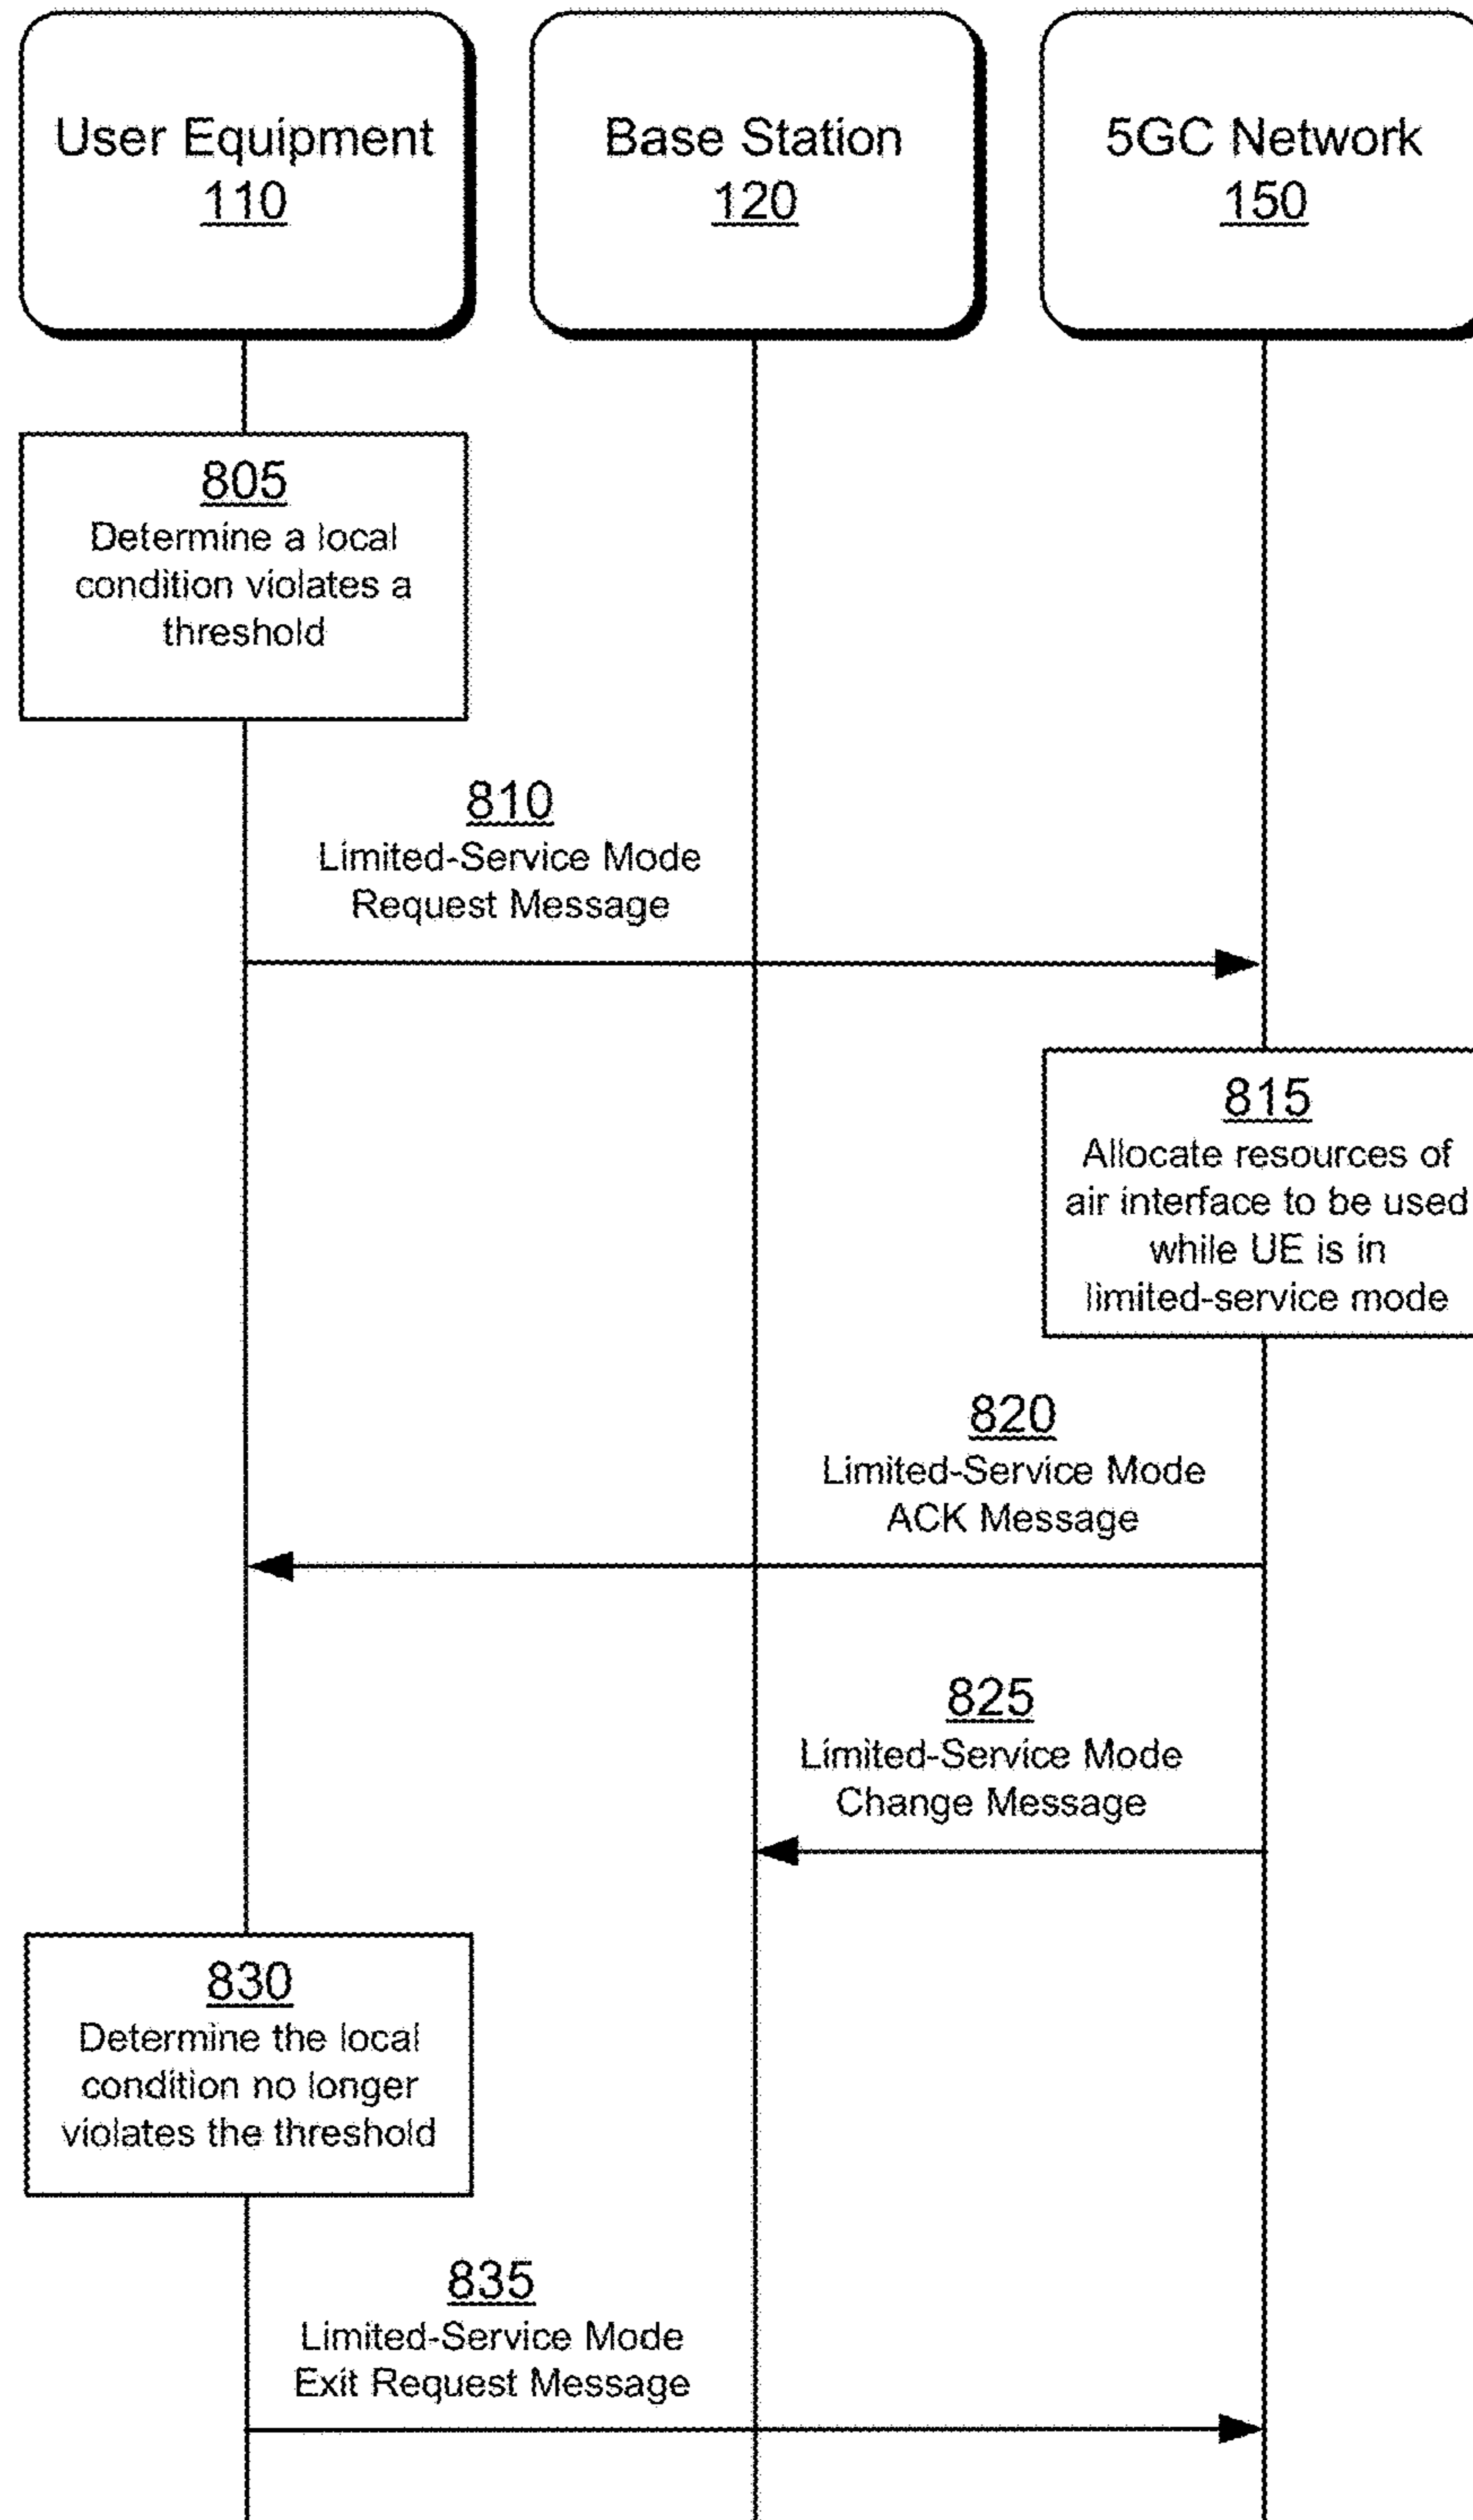 User Equipment
110
Base Station
120
5GC Network
150
805
Determine a local
condition violates a
threshold
810
Limited-Service Mode
Request Message
815
Allocate resources of
air interface to be used
while UE is in
limited-service mode
820
Limited-Service Mode
ACK Message
825
Limited-Service Mode
Change Message
830
Determine the local
condition no longer
violates the threshold
835
Limited-Service Mode
Exit Request Message